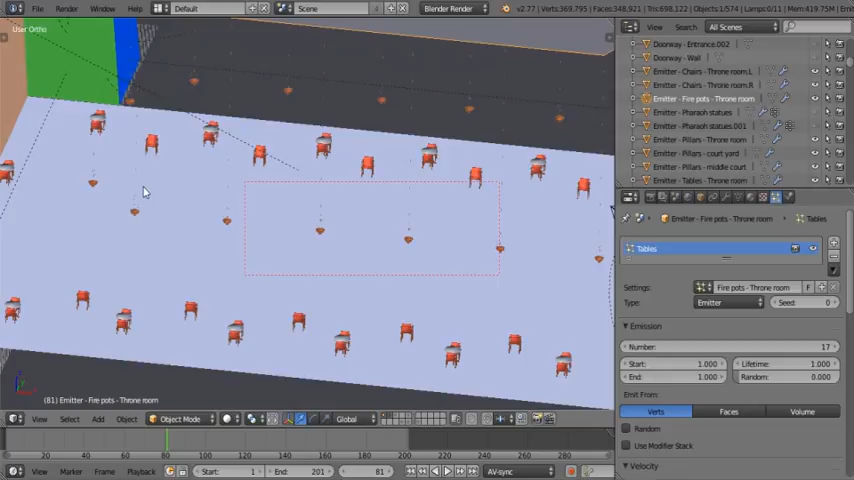 File Render Window Help Default Scene 4 Blender Render v2.77 | Verts:369,795 | Faces:348,921 | Tris:698,122 | Objects:1/574 | Lamps:0/11 | Mem:419.75M
User Ortho
View Search All Scenes
Doorway - Entrance.002
Doorway - Wall
Emitter - Chairs - Throne room.L
Emitter - Chairs - Throne room.R
Emitter - Fire pots - Throne room
Emitter - Pharaoh statues
Emitter - Pharaoh statues.001
Emitter - Pillars - Throne room
Emitter - Pillars - court yard
Emitter - Pillars - middle court
Emitter - Tables - Throne room
Emitter - Fire pots - Throne room Tables
Tables
Settings: Fire pots - Throne room F
Type: Emitter Seed: 0
Emission
Number: 17
Start: 1.000 Lifetime: 1.000
End: 1.000 Random: 0.000
Emit From:
Verts Faces Volume
Random
Use Modifier Stack
Velocity
(81) Emitter - Fire pots - Throne room
View Select Add Object Object Mode Global
20 40 60 80 100 120 140 160 180 200 220 240
View Marker Frame Playback Start: 1 End: 201 81 AV-sync